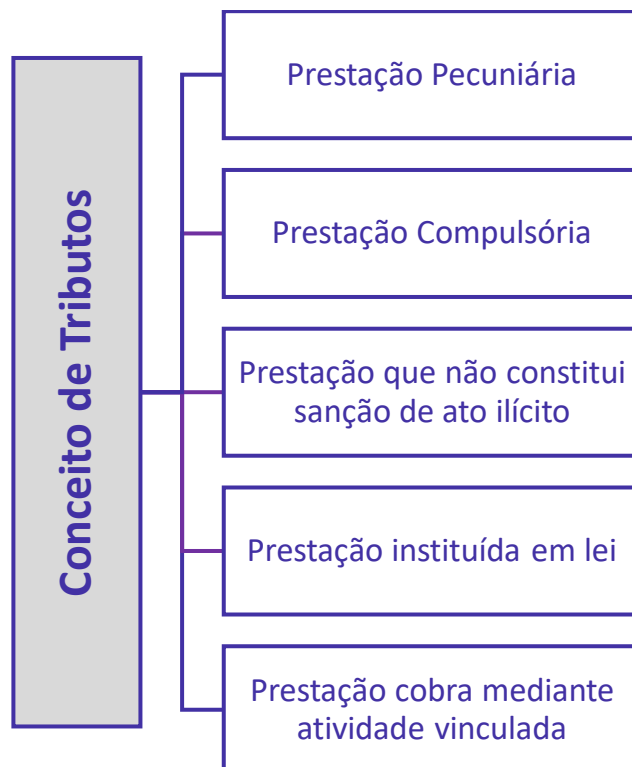 Conceito de Tributos
Prestação Pecuniária
Prestação Compulsória
Prestação que não constitui
sanção de ato ilícito
Prestação instituída em lei
Prestação cobra mediante
atividade vinculada